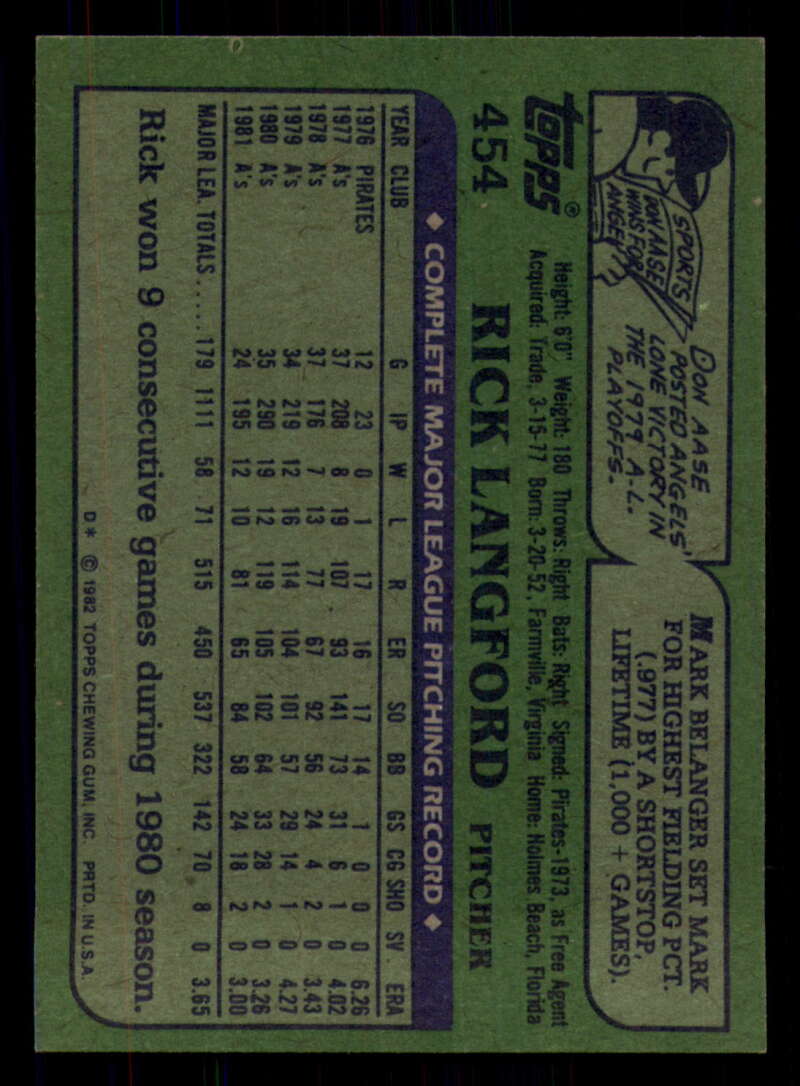 SPORTS
DON AASE
WINS FOR
ANGEL
DON AASE
POSTED ANGELS'
LONE VICTORY IN
THE 1979 A.L.
PLAYOFFS.
MARK BELANGER SET MARK
FOR HIGHEST FIELDING PCT.
(.977) BY A SHORTSTOP,
LIFETIME (1,000 + GAMES).
topps®
454 RICK LANGFORD PITCHER
Height: 6'0" Weight: 180 Throws: Right Bats: Right Signed: Pirates-1973, as Free Agent
Acquired: Trade, 3-15-77 Born: 3-20-52, Farmville, Virginia Home: Holmes Beach, Florida
◆ COMPLETE MAJOR LEAGUE PITCHING RECORD ◆
YEAR CLUB G IP W L R ER SO BB GS CG SHO SV. ERA
1976 PIRATES 12 23 0 1 17 16 17 14 1 0 0 0 6.26
1977 A's 37 208 8 19 107 93 141 73 31 6 1 0 4.02
1978 A's 37 176 7 13 77 67 92 56 24 4 2 0 3.43
1979 A's 34 219 12 16 114 104 101 57 29 14 1 0 4.27
1980 A's 35 290 19 12 119 105 102 64 33 28 2 0 3.26
1981 A's 24 195 12 10 81 65 84 58 24 18 2 0 3.00
MAJOR LEA. TOTALS..... 179 1111 58 71 515 450 537 322 142 70 8 0 3.65
Rick won 9 consecutive games during 1980 season.
D* © 1982 TOPPS CHEWING GUM, INC. PRTD. IN U.S.A.